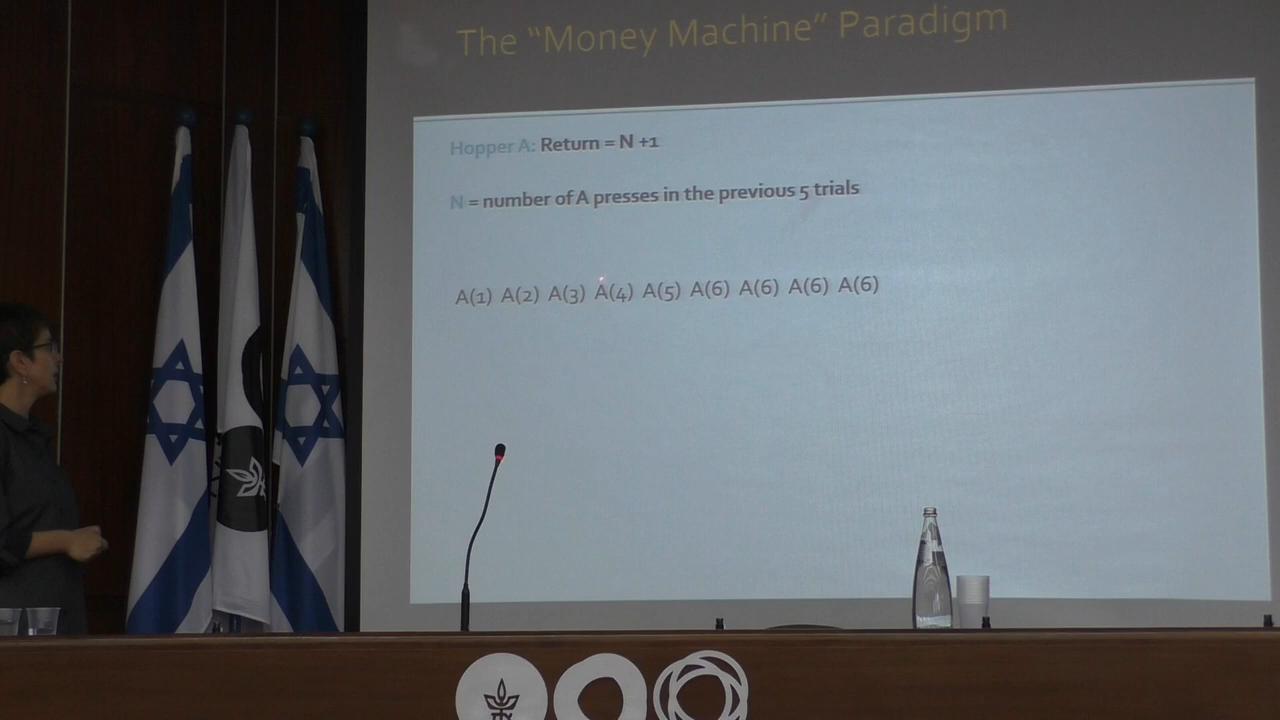 The “Money Machine” Paradigm
Hopper A: Return = N +1
N = number of A presses in the previous 5 trials
A(1) A(2) A(3) A(4) A(5) A(6) A(6) A(6) A(6)